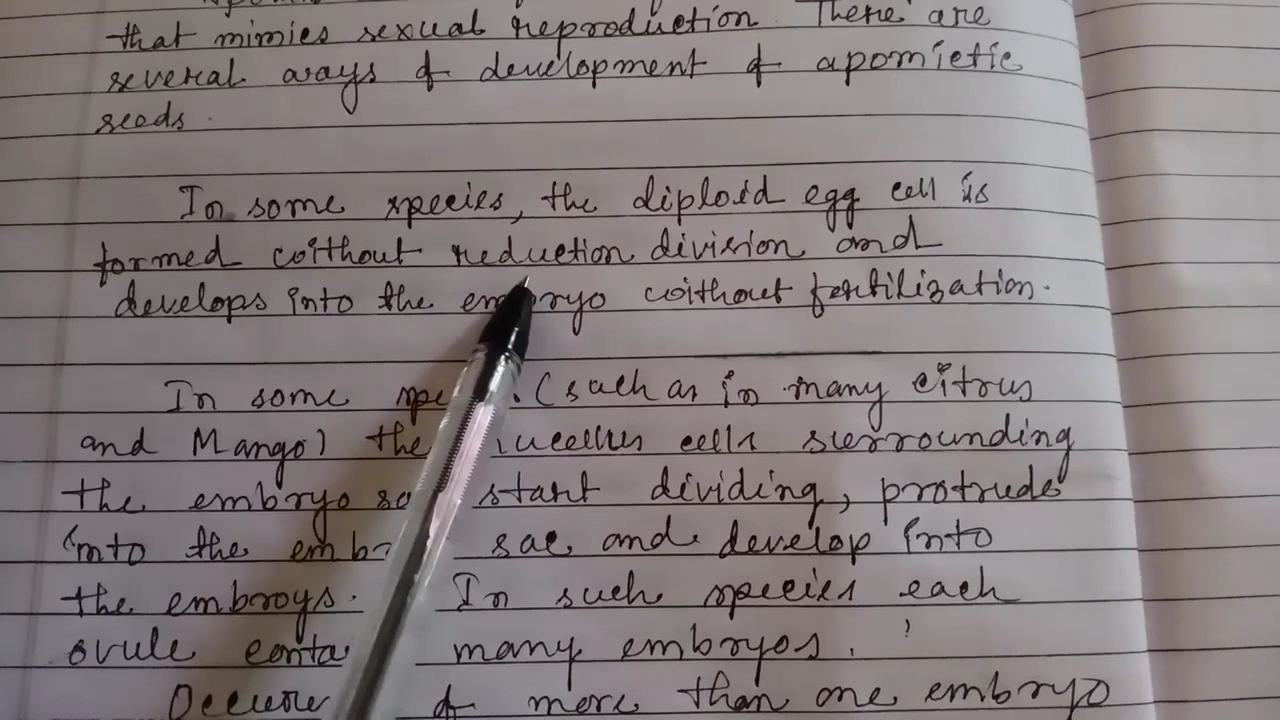 that mimics sexual reproduction. There are
several ways of development of apomictic
seeds.
In some species, the diploid egg cell is
formed without reduction division and
develops into the embryo without fertilization.
In some (such as in many citrus
and Mango) the cells surrounding
the embryo start dividing, protrude
into the sac and develop into
the embroys. In such species each
ovule many embryos.
of more than one embryo